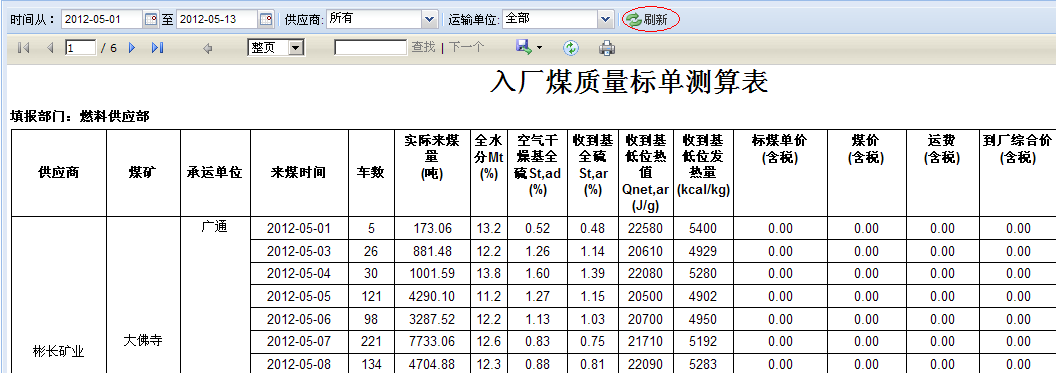 时间从: 2012-05-01 至 2012-05-13 供应商: 所有 运输单位: 全部 刷新
1 / 6 整页 查找 | 下一个
入厂煤质量标单测算表
填报部门：燃料供应部
供应商 煤矿 承运单位 来煤时间 车数 实际来煤量(吨) 全水分Mt(%) 空气干燥基全硫St,ad(%) 收到基全硫St,ar(%) 收到基低位热值Qnet,ar(J/g) 收到基低位发热量(kcal/kg) 标煤单价(含税) 煤价(含税) 运费(含税) 到厂综合价(含税)
广通 2012-05-01 5 173.06 13.2 0.52 0.48 22580 5400 0.00 0.00 0.00 0.00
2012-05-03 26 881.48 12.2 1.26 1.14 20610 4929 0.00 0.00 0.00 0.00
2012-05-04 30 1001.59 13.8 1.60 1.39 22080 5280 0.00 0.00 0.00 0.00
2012-05-05 121 4290.10 11.2 1.27 1.15 20500 4902 0.00 0.00 0.00 0.00
2012-05-06 98 3287.52 12.2 1.13 1.03 20700 4950 0.00 0.00 0.00 0.00
彬长矿业 大佛寺 2012-05-07 221 7733.06 12.6 0.83 0.75 21710 5192 0.00 0.00 0.00 0.00
2012-05-08 134 4704.88 12.3 0.88 0.81 22090 5283 0.00 0.00 0.00 0.00